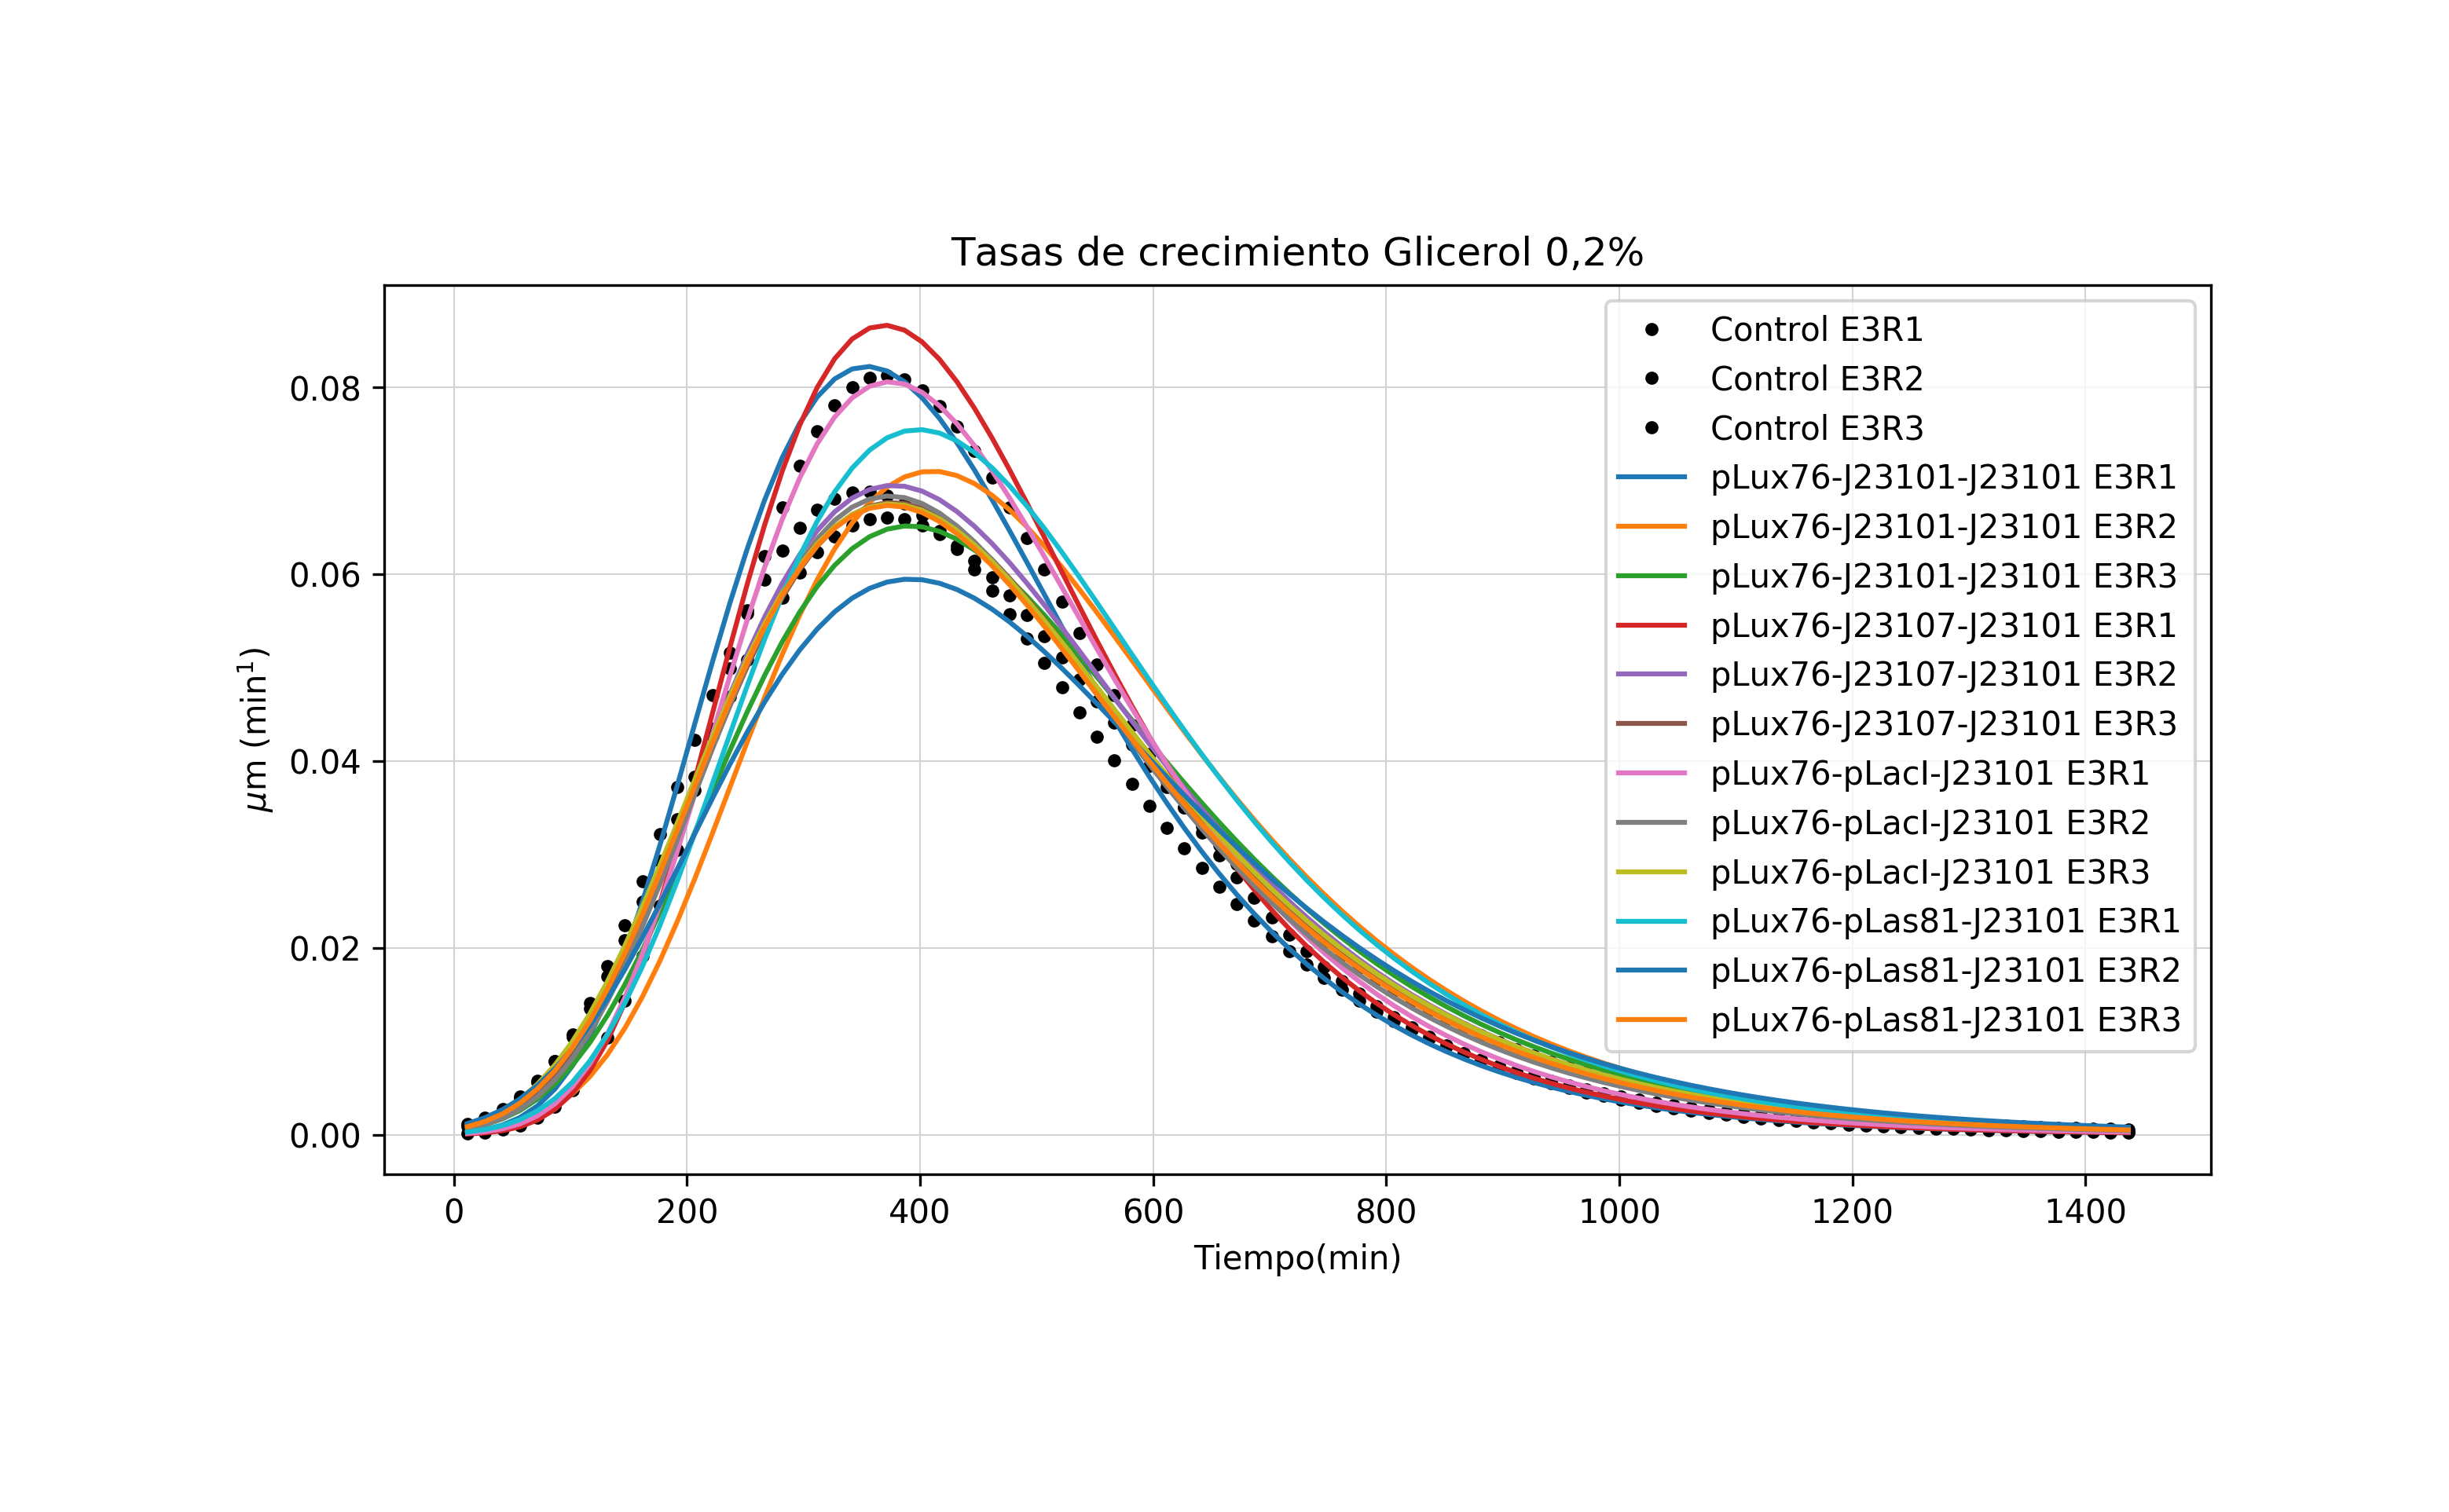 Tasas de crecimiento Glicerol 0,2%
μm (min¹)
0.08
0.06
0.04
0.02
0.00
0 200 400 600 800 1000 1200 1400
Tiempo(min)
Control E3R1
Control E3R2
Control E3R3
pLux76-J23101-J23101 E3R1
pLux76-J23101-J23101 E3R2
pLux76-J23101-J23101 E3R3
pLux76-J23107-J23101 E3R1
pLux76-J23107-J23101 E3R2
pLux76-J23107-J23101 E3R3
pLux76-pLacI-J23101 E3R1
pLux76-pLacI-J23101 E3R2
pLux76-pLacI-J23101 E3R3
pLux76-pLas81-J23101 E3R1
pLux76-pLas81-J23101 E3R2
pLux76-pLas81-J23101 E3R3